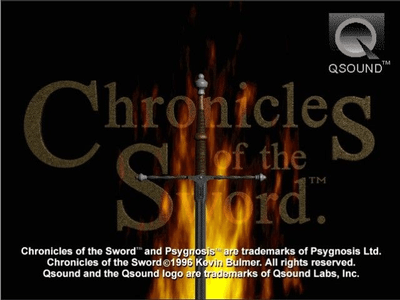 QSOUND™
Chronicles
of the
Sword.™
Chronicles of the Sword™ and Psygnosis™ are trademarks of Psygnosis Ltd.
Chronicles of the Sword ©1996 Kevin Bulmer. All rights reserved.
Qsound and the Qsound logo are trademarks of Qsound Labs, Inc.